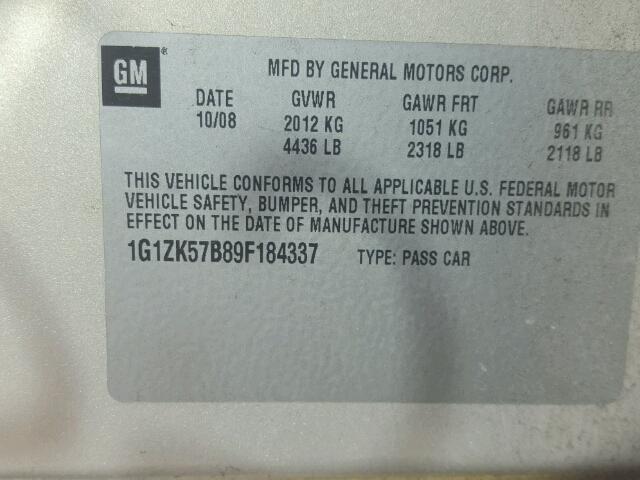 GM®
MFD BY GENERAL MOTORS CORP.
DATE GVWR GAWR FRT GAWR RR
10/08 2012 KG 1051 KG 961 KG
4436 LB 2318 LB 2118 LB
THIS VEHICLE CONFORMS TO ALL APPLICABLE U.S. FEDERAL MOTOR
VEHICLE SAFETY, BUMPER, AND THEFT PREVENTION STANDARDS IN
EFFECT ON THE DATE OF MANUFACTURE SHOWN ABOVE.
1G1ZK57B89F184337 TYPE: PASS CAR